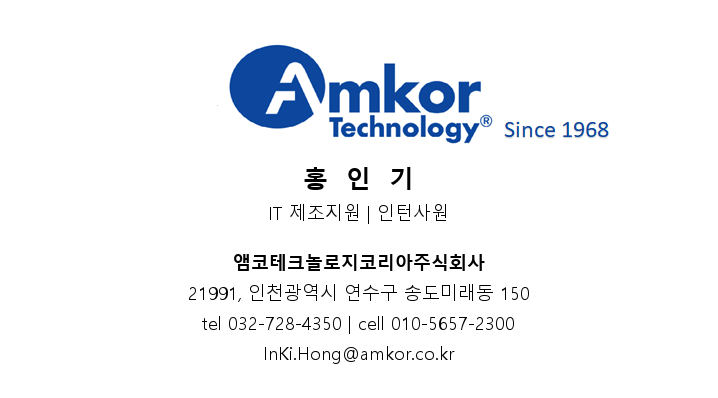 Amkor
Technology® Since 1968
홍 인 기
IT 제조지원 | 인턴사원
앰코테크놀로지코리아주식회사
21991, 인천광역시 연수구 송도미래동 150
tel 032-728-4350 | cell 010-5657-2300
InKi.Hong@amkor.co.kr